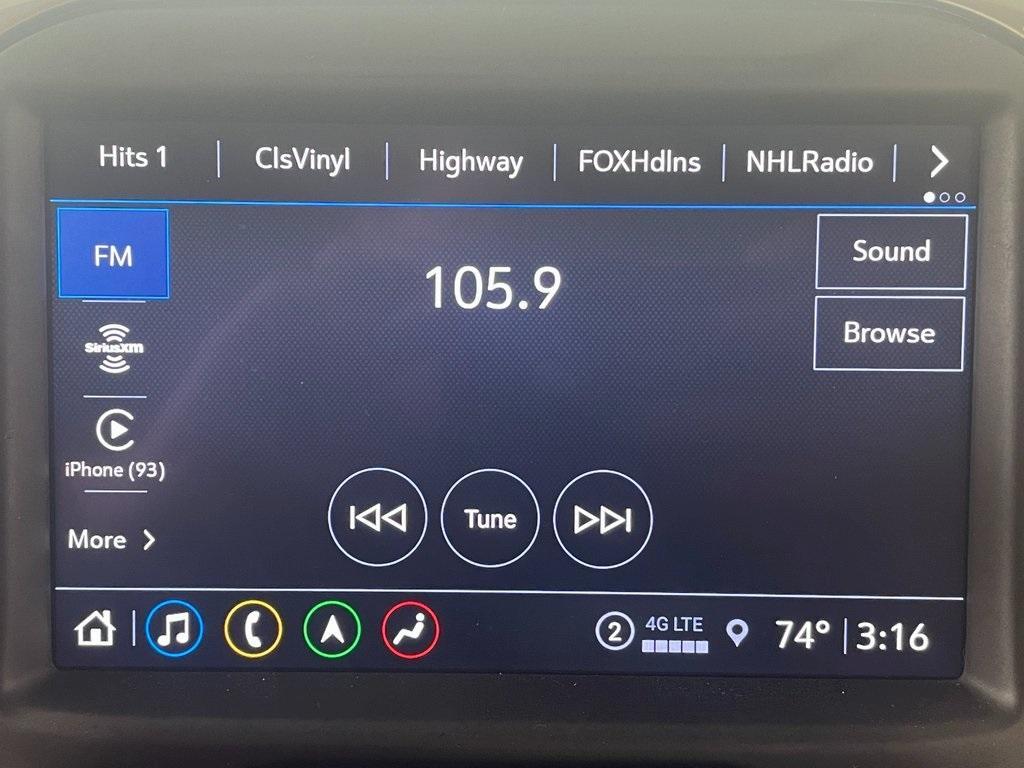 Hits 1 ClsVinyl Highway FOXHdlns NHLRadio
FM
105.9
Sound
SiriusXM
Browse
iPhone (93)
Tune
More
2 4G LTE 74° 3:16